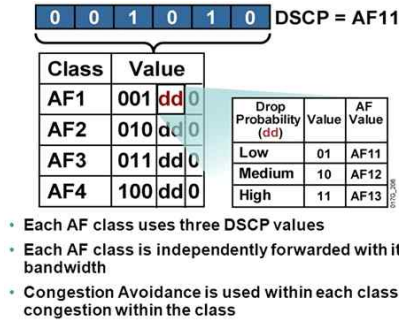 0 0 1 0 1 0 DSCP = AF11
Class Value
AF1 001 dd 0
AF2 010 dd 0
AF3 011 dd 0
AF4 100 dd 0
Drop Probability (dd) Value AF Value
Low 01 AF11
Medium 10 AF12
High 11 AF13
• Each AF class uses three DSCP values
• Each AF class is independently forwarded with it
bandwidth
• Congestion Avoidance is used within each class
congestion within the class